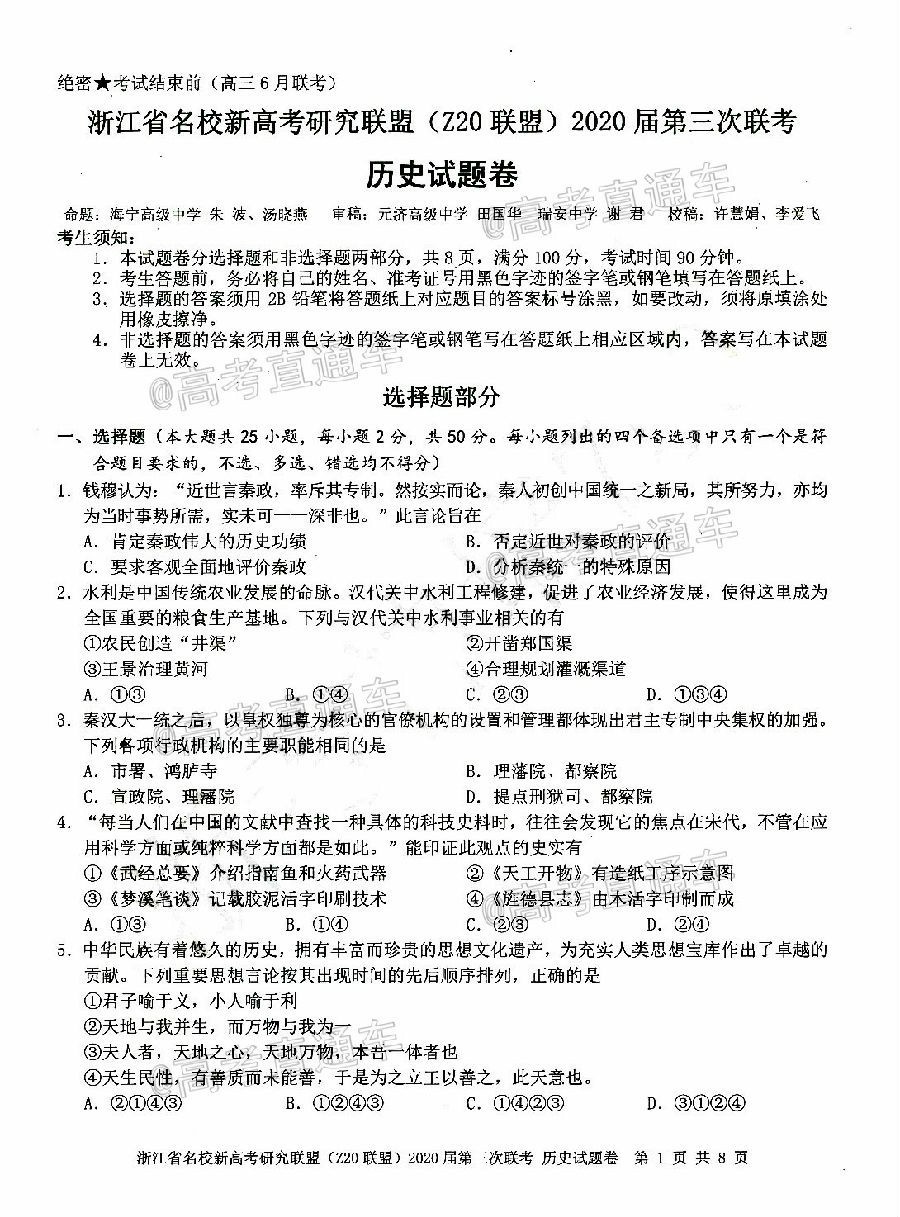 绝密★考试结束前（高三6月联考）
浙江省名校新高考研究联盟（Z20联盟）2020届第三次联考
历史试题卷
命题：海宁高级中学 朱 波、汤晓燕 审稿：元济高级中学 田国华 瑞安中学 谢 君 校稿：许慧娟、李爱飞
考生须知：
1．本试题卷分选择题和非选择题两部分，共8页，满分100分，考试时间90分钟。
2．考生答题前，务必将自己的姓名、准考证号用黑色字迹的签字笔或钢笔填写在答题纸上。
3．选择题的答案须用2B铅笔将答题纸上对应题目的答案标号涂黑，如要改动，须将原填涂处
用橡皮擦净。
4．非选择题的答案须用黑色字迹的签字笔或钢笔写在答题纸上相应区域内，答案写在本试题
卷上无效。
选择题部分
一、选择题（本大题共25小题，每小题2分，共50分。每小题列出的四个备选项中只有一个是符
合题目要求的，不选、多选、错选均不得分）
1．钱穆认为：“近世言秦政，率斥其专制。然按实而论，秦人初创中国统一之新局，其所努力，亦均
为当时事势所需，实未可一一深非也。”此言论旨在
A．肯定秦政伟大的历史功绩 B．否定近世对秦政的评价
C．要求客观全面地评价秦政 D．分析秦统一的特殊原因
2．水利是中国传统农业发展的命脉。汉代关中水利工程修建，促进了农业经济发展，使得这里成为
全国重要的粮食生产基地。下列与汉代关中水利事业相关的有
①农民创造“井渠” ②开凿郑国渠
③王景治理黄河 ④合理规划灌溉渠道
A．①③ B．①④ C．②③ D．①③④
3．秦汉大一统之后，以皇权独尊为核心的官僚机构的设置和管理都体现出君主专制中央集权的加强。
下列各项行政机构的主要职能相同的是
A．市署、鸿胪寺 B．理藩院、都察院
C．宣政院、理藩院 D．提点刑狱司、都察院
4．“每当人们在中国的文献中查找一种具体的科技史料时，往往会发现它的焦点在宋代，不管在应
用科学方面或纯粹科学方面都是如此。”能印证此观点的史实有
①《武经总要》介绍指南鱼和火药武器 ②《天工开物》有造纸工序示意图
③《梦溪笔谈》记载胶泥活字印刷技术 ④《旌德县志》由木活字印制而成
A．①③ B．①④ C．②③ D．②④
5．中华民族有着悠久的历史，拥有丰富而珍贵的思想文化遗产，为充实人类思想宝库作出了卓越的
贡献。下列重要思想言论按其出现时间的先后顺序排列，正确的是
①君子喻于义，小人喻于利
②天地与我并生，而万物与我为一
③夫人者，天地之心，天地万物，本吾一体者也
④天生民性，有善质而未能善，于是为之立王以善之，此天意也。
A．②①④③ B．①②④③ C．①④②③ D．③①②④
浙江省名校新高考研究联盟（Z20联盟）2020届第三次联考 历史试题卷 第 1 页 共 8 页
@高考直通车
@高考直通车
@高考直通车
@高考直通车
@高考直通车
@高考直通车